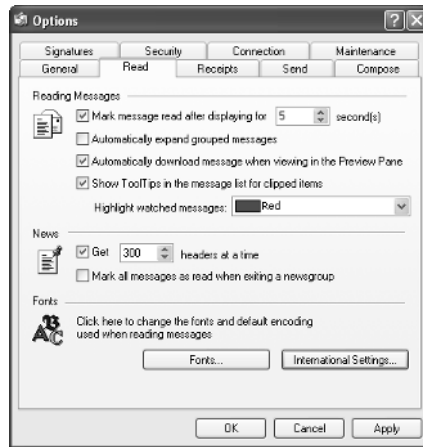 Options
Signatures Security Connection Maintenance
General Read Receipts Send Compose
Reading Messages
Mark message read after displaying for 5 second(s)
Automatically expand grouped messages
Automatically download message when viewing in the Preview Pane
Show ToolTips in the message list for clipped items
Highlight watched messages: Red
News
Get 300 headers at a time
Mark all messages as read when exiting a newsgroup
Fonts
Click here to change the fonts and default encoding
used when reading messages
Fonts... International Settings...
OK Cancel Apply